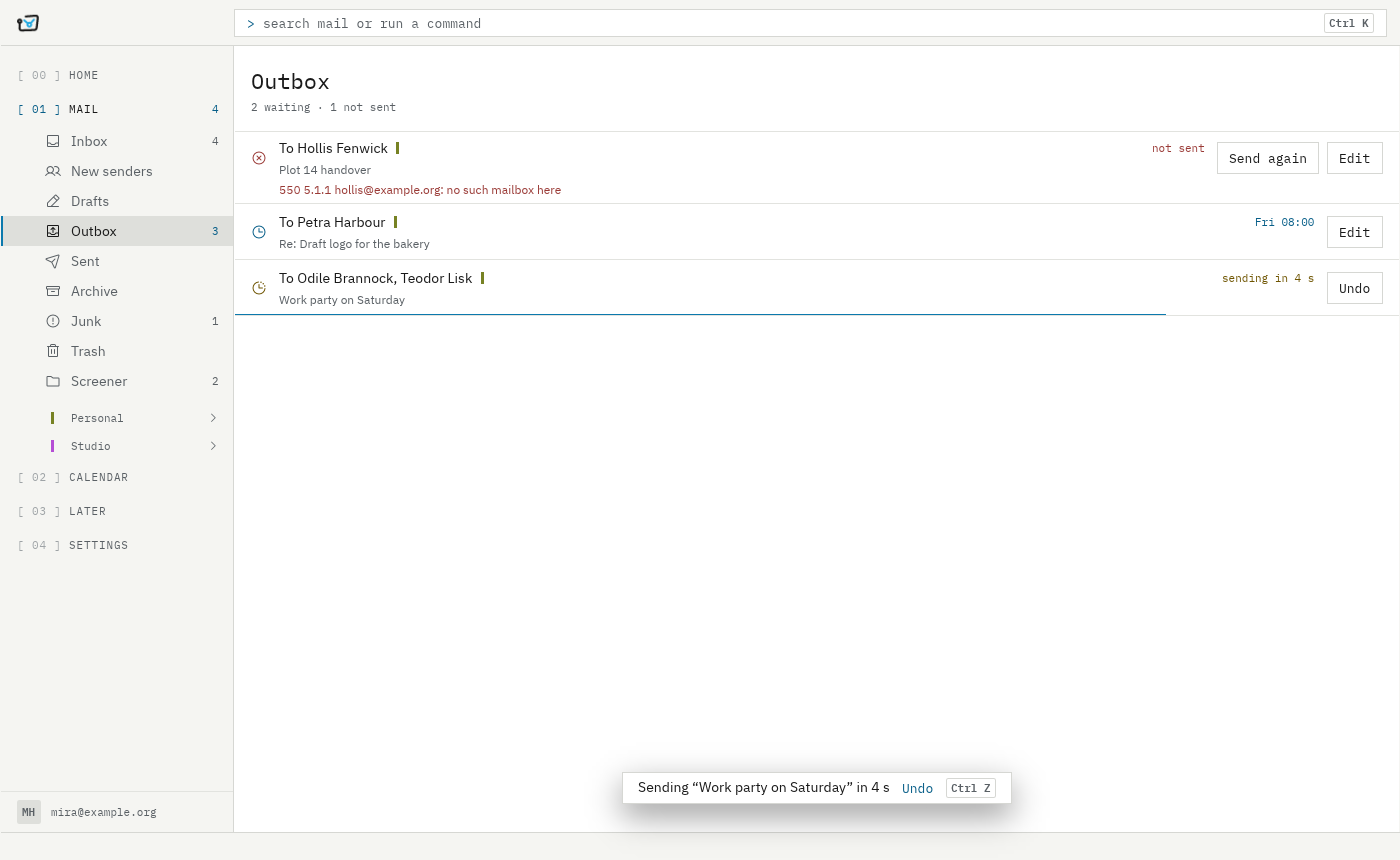 > search mail or run a command Ctrl K
[ 00 ] HOME
[ 01 ] MAIL 4
Inbox 4
New senders
Drafts
Outbox 3
Sent
Archive
Junk 1
Trash
Screener 2
Personal
Studio
[ 02 ] CALENDAR
[ 03 ] LATER
[ 04 ] SETTINGS
MH mira@example.org
Outbox
2 waiting · 1 not sent
To Hollis Fenwick not sent Send again Edit
Plot 14 handover
550 5.1.1 hollis@example.org: no such mailbox here
To Petra Harbour Fri 08:00 Edit
Re: Draft logo for the bakery
To Odile Brannock, Teodor Lisk sending in 4 s Undo
Work party on Saturday
Sending “Work party on Saturday” in 4 s Undo Ctrl Z